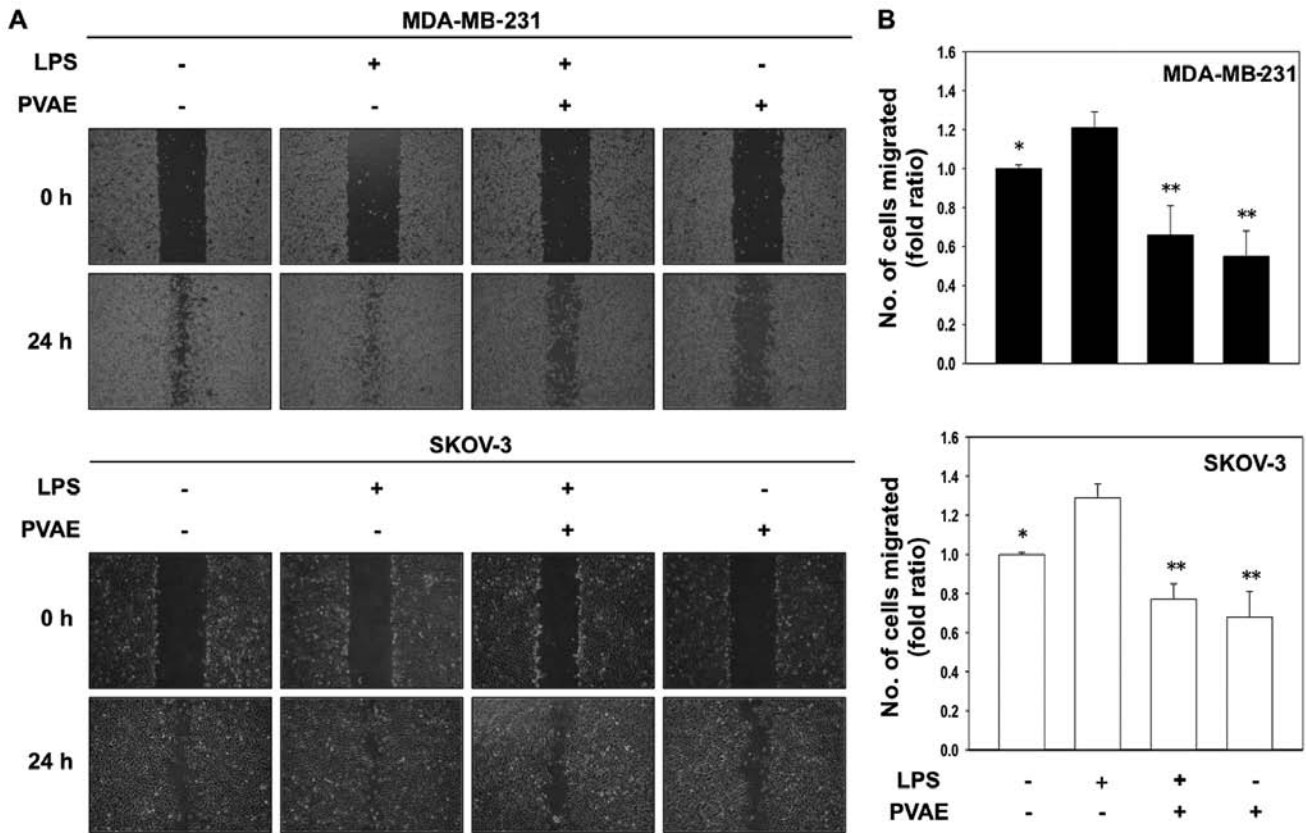 A
MDA-MB-231
LPS - + + -
PVAE - - + +
0 h
24 h
SKOV-3
LPS - + + -
PVAE - - + +
0 h
24 h
B
MDA-MB-231
No. of cells migrated
(fold ratio)
1.6
1.4
1.2
1.0
0.8
0.6
0.4
0.2
0.0
*
**
**
SKOV-3
No. of cells migrated
(fold ratio)
1.6
1.4
1.2
1.0
0.8
0.6
0.4
0.2
0.0
*
**
**
LPS - + + -
PVAE - - + +